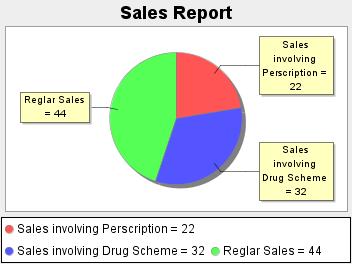 Sales Report
Sales
involving
Perscription =
22
Reglar Sales
= 44
Sales
involving
Drug Scheme
= 32
Sales involving Perscription = 22
Sales involving Drug Scheme = 32 Reglar Sales = 44